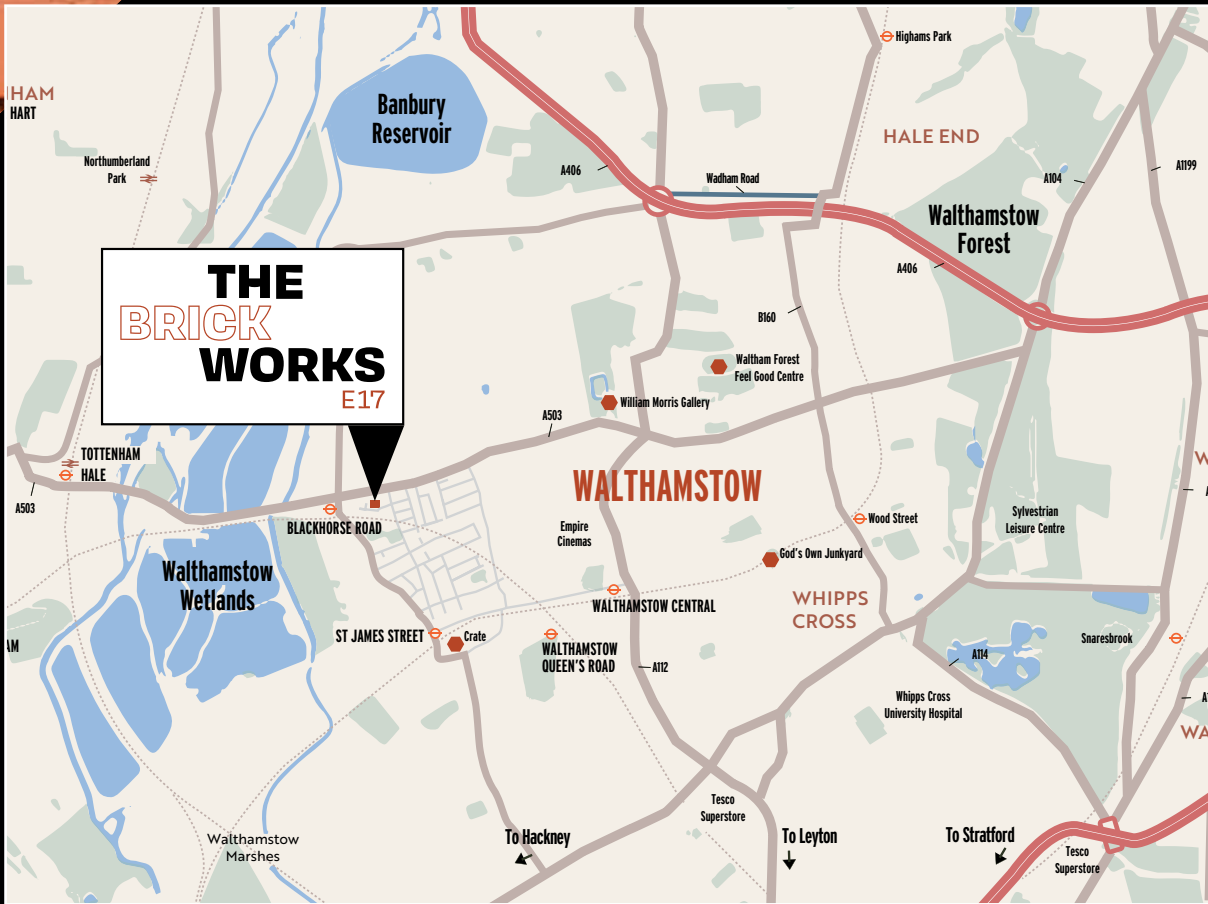 Highams Park
HAM
HART
Banbury
Reservoir
HALE END
Northumberland
Park
A406
Wadham Road
A104
A1199
Walthamstow
Forest
A406
THE
BRICK
WORKS
E17
B160
Waltham Forest
Feel Good Centre
William Morris Gallery
A503
WALTHAMSTOW
TOTTENHAM
HALE
A503
BLACKHORSE ROAD
Empire
Cinemas
Wood Street
Sylvestrian
Leisure Centre
God's Own Junkyard
Walthamstow
Wetlands
WHIPPS
CROSS
WALTHAMSTOW CENTRAL
ST JAMES STREET
Crate
WALTHAMSTOW
QUEEN'S ROAD
Snaresbrook
AM
A112
A114
Whipps Cross
University Hospital
WA
Tesco
Superstore
Walthamstow
Marshes
To Hackney
To Leyton
To Stratford
Tesco
Superstore